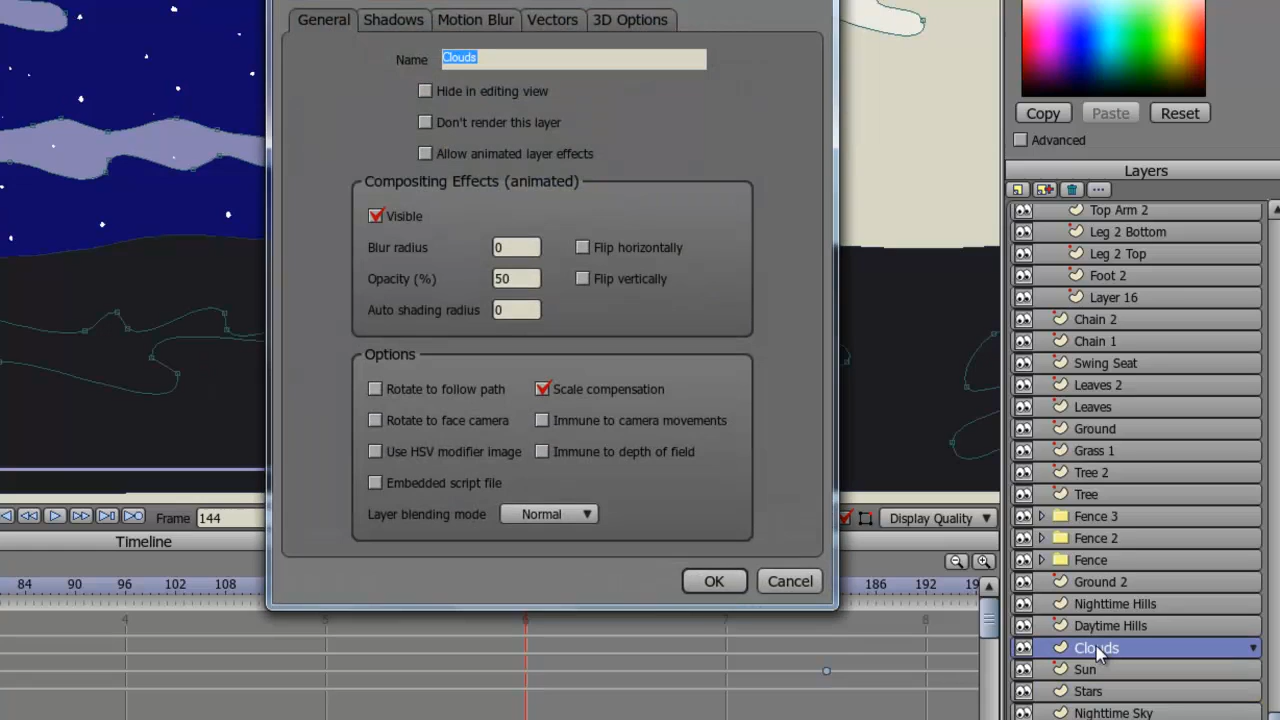 General Shadows Motion Blur Vectors 3D Options
Name Clouds
Hide in editing view
Don't render this layer
Allow animated layer effects
Compositing Effects (animated)
Visible
Blur radius 0 Flip horizontally
Opacity (%) 50 Flip vertically
Auto shading radius 0
Options
Rotate to follow path Scale compensation
Rotate to face camera Immune to camera movements
Use HSV modifier image Immune to depth of field
Embedded script file
Layer blending mode Normal
OK Cancel
Copy Paste Reset
Advanced
Layers
Top Arm 2
Leg 2 Bottom
Leg 2 Top
Foot 2
Layer 16
Chain 2
Chain 1
Swing Seat
Leaves 2
Leaves
Ground
Grass 1
Tree 2
Tree
Fence 3
Fence 2
Fence
Ground 2
Nighttime Hills
Daytime Hills
Clouds
Sun
Stars
Nighttime Sky
Frame 144
Display Quality
Timeline
84 90 96 102 108 186 192
4 5 6 7 8